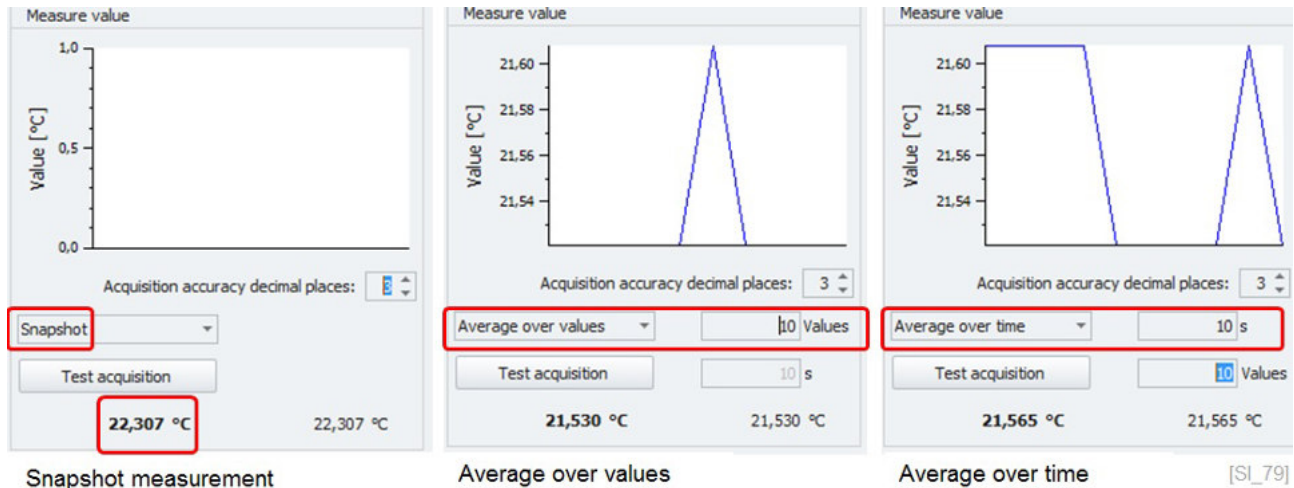 Measure value
1,0
0,5
0,0
Value [°C]
Acquisition accuracy decimal places: 3
Snapshot
Test acquisition
22,307 °C 22,307 °C
Snapshot measurement
Measure value
21,60
21,58
21,56
21,54
Value [°C]
Acquisition accuracy decimal places: 3
Average over values 10 Values
Test acquisition 10 s
21,530 °C 21,530 °C
Average over values
Measure value
21,60
21,58
21,56
21,54
Value [°C]
Acquisition accuracy decimal places: 3
Average over time 10 s
Test acquisition 10 Values
21,565 °C 21,565 °C
Average over time
[SI_79]